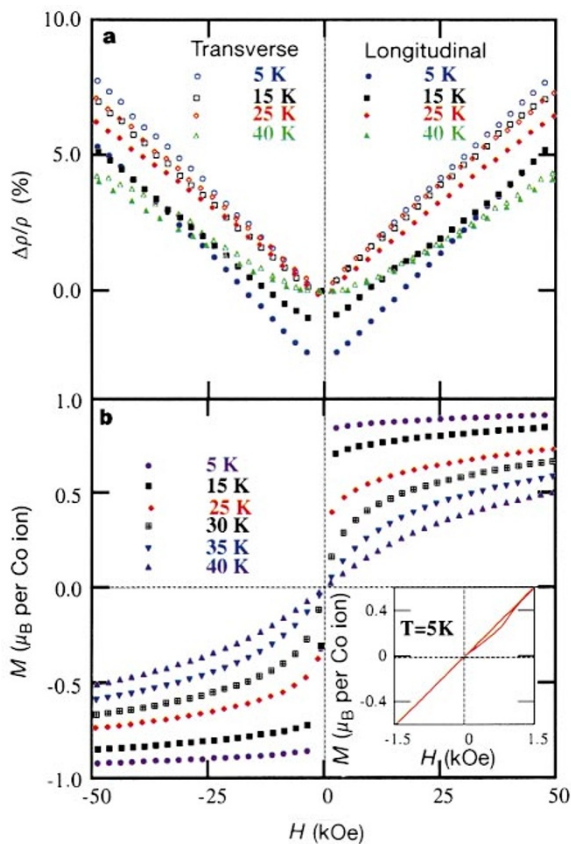 10.0
a
Transverse Longitudinal
5 K 5 K
15 K 15 K
25 K 25 K
40 K 40 K
5.0
Δρ/ρ (%)
0.0
-50 -25 0 25 50
H (kOe)
1.0
b
5 K
15 K
25 K
30 K
35 K
40 K
0.5
M (μB per Co ion)
0.0
-0.5
-1.0
T=5K
0.4
0
-0.4
M (μB per Co ion)
-1.5 0 1.5
H (kOe)